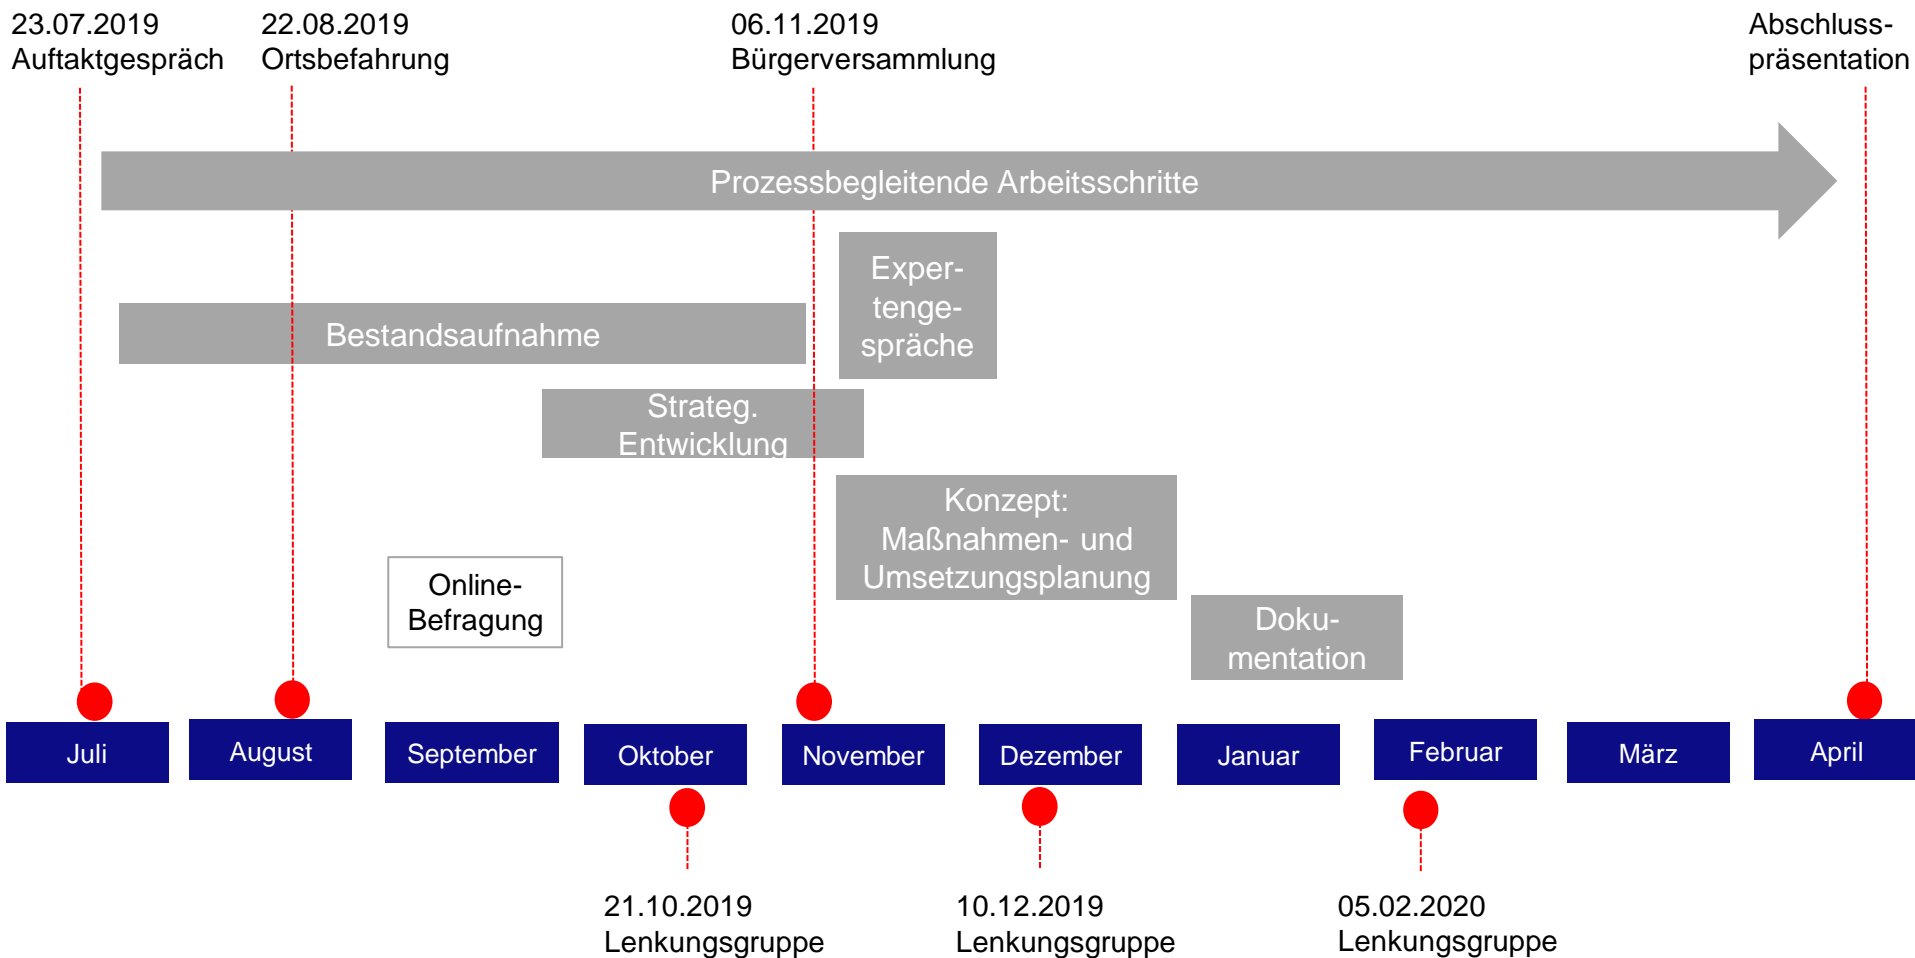 23.07.2019
Auftaktgespräch
22.08.2019
Ortsbefahrung
06.11.2019
Bürgerversammlung
Abschluss-
präsentation
Prozessbegleitende Arbeitsschritte
Exper-
tenge-
spräche
Bestandsaufnahme
Strateg.
Entwicklung
Konzept:
Maßnahmen- und
Umsetzungsplanung
Online-
Befragung
Doku-
mentation
Juli
August
September
Oktober
November
Dezember
Januar
Februar
März
April
21.10.2019
Lenkungsgruppe
10.12.2019
Lenkungsgruppe
05.02.2020
Lenkungsgruppe